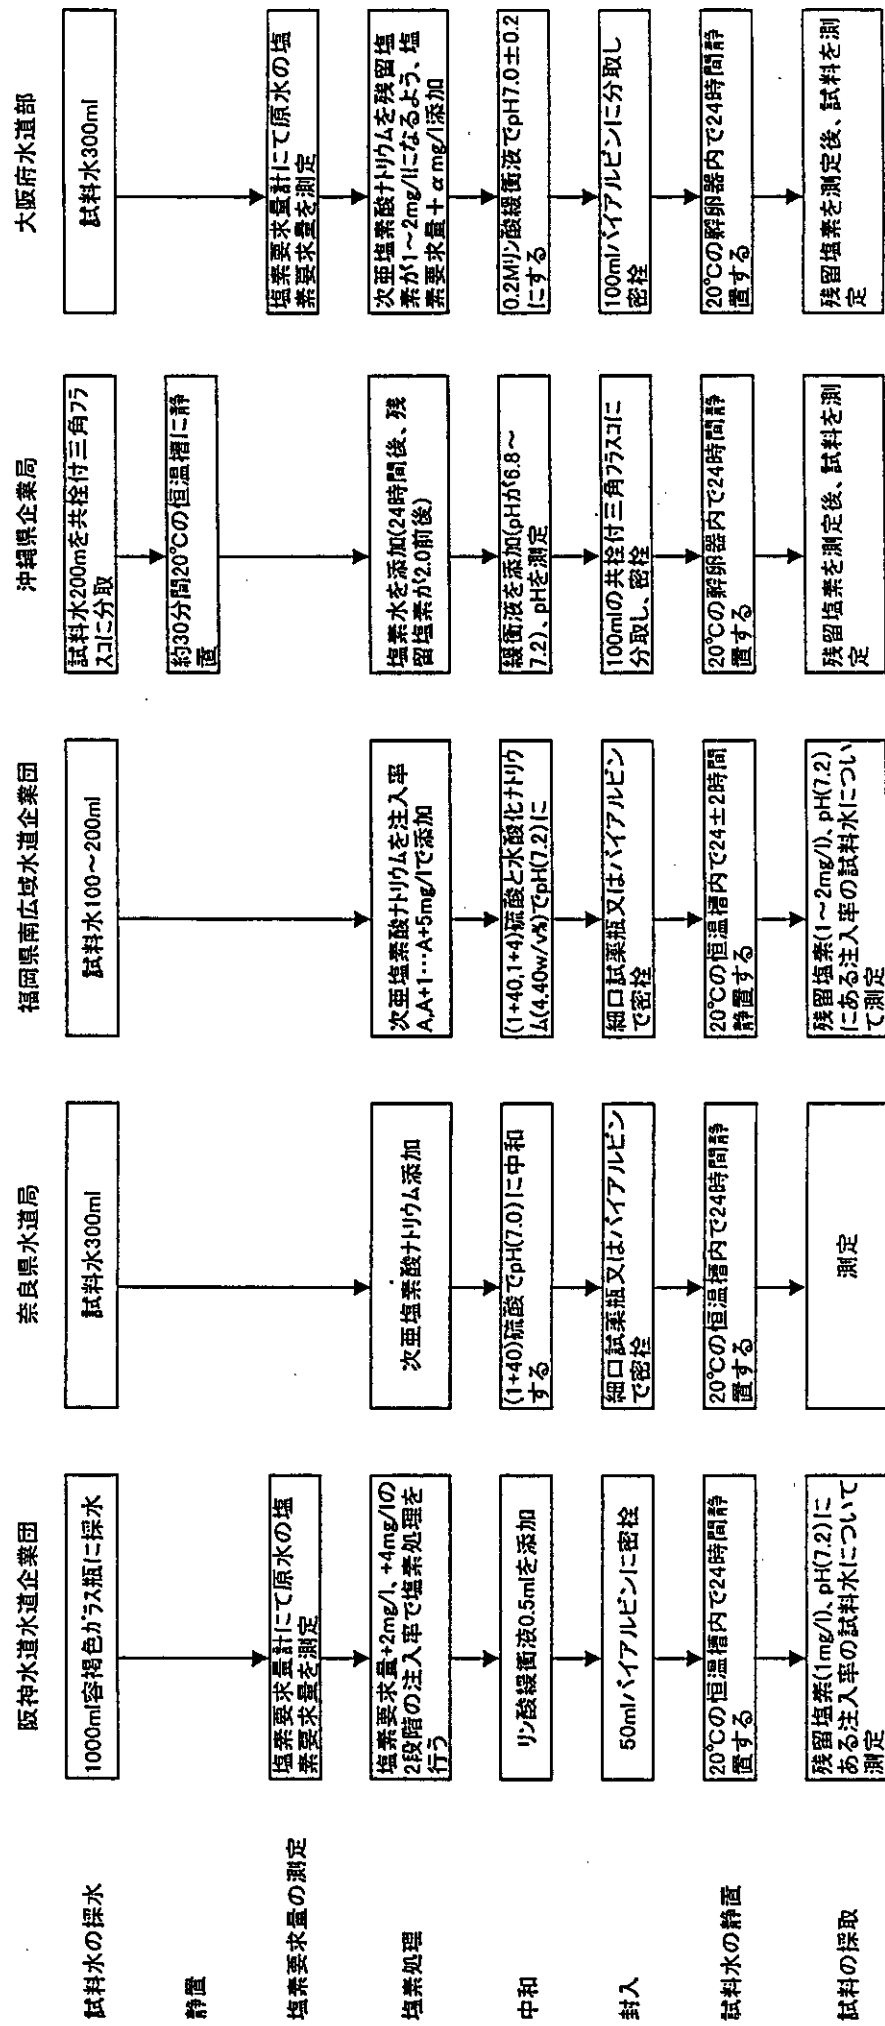 阪神水道企業団
奈良県水道局
福岡県南広域水道企業団
沖縄県企業局
大阪府水道部
試料水の採水
1000ml容褐色ガラス瓶に採水
試料水300ml
試料水100～200ml
試料水200mを共栓付三角フラ
スコに分取
試料水300ml
静置
約30分間20℃の恒温槽に静
置
塩素要求量の測定
塩素要求量計にて原水の塩
素要求量を測定
塩素要求量計にて原水の塩
素要求量を測定
塩素処理
塩素要求量+2mg/l、+4mg/lの
2段階の注入率で塩素処理を
行う
次亜塩素酸ナトリウム添加
次亜塩素酸ナトリウムを注入率
A,A+1…A+5mg/lで添加
塩素水を添加(24時間後、残
留塩素が2.0前後)
次亜塩素酸ナトリウムを残留塩
素が1～2mg/lになるよう、塩
素要求量＋αmg/l添加
中和
リン酸緩衝液0.5mlを添加
(1+40)硫酸でpH(7.0)に中和
する
(1+40,1+4)硫酸と水酸化ナトリウ
ム(4.40w/v%)でpH(7.2)に
緩衝液を添加(pHが6.8～
7.2)、pHを測定
0.2Mリン酸緩衝液でpH7.0±0.2
にする
封入
50mlバイアルビンに密栓
細口試薬瓶又はバイアルビン
で密栓
細口試薬瓶又はバイアルビン
で密栓
100mlの共栓付三角フラスコに
分取し、密栓
100mlバイアルビンに分取し
密栓
試料水の静置
20℃の恒温槽内で24時間静
置する
20℃の恒温槽内で24時間静
置する
20℃の恒温槽内で24±2時間
静置する
20℃の孵卵器内で24時間静
置する
20℃の孵卵器内で24時間静
置する
試料の採取
残留塩素(1mg/l)、pH(7.2)に
ある注入率の試料水について
測定
測定
残留塩素(1～2mg/l)、pH(7.2)
にある注入率の試料水につい
て測定
残留塩素を測定後、試料を測
定
残留塩素を測定後、試料を測
定